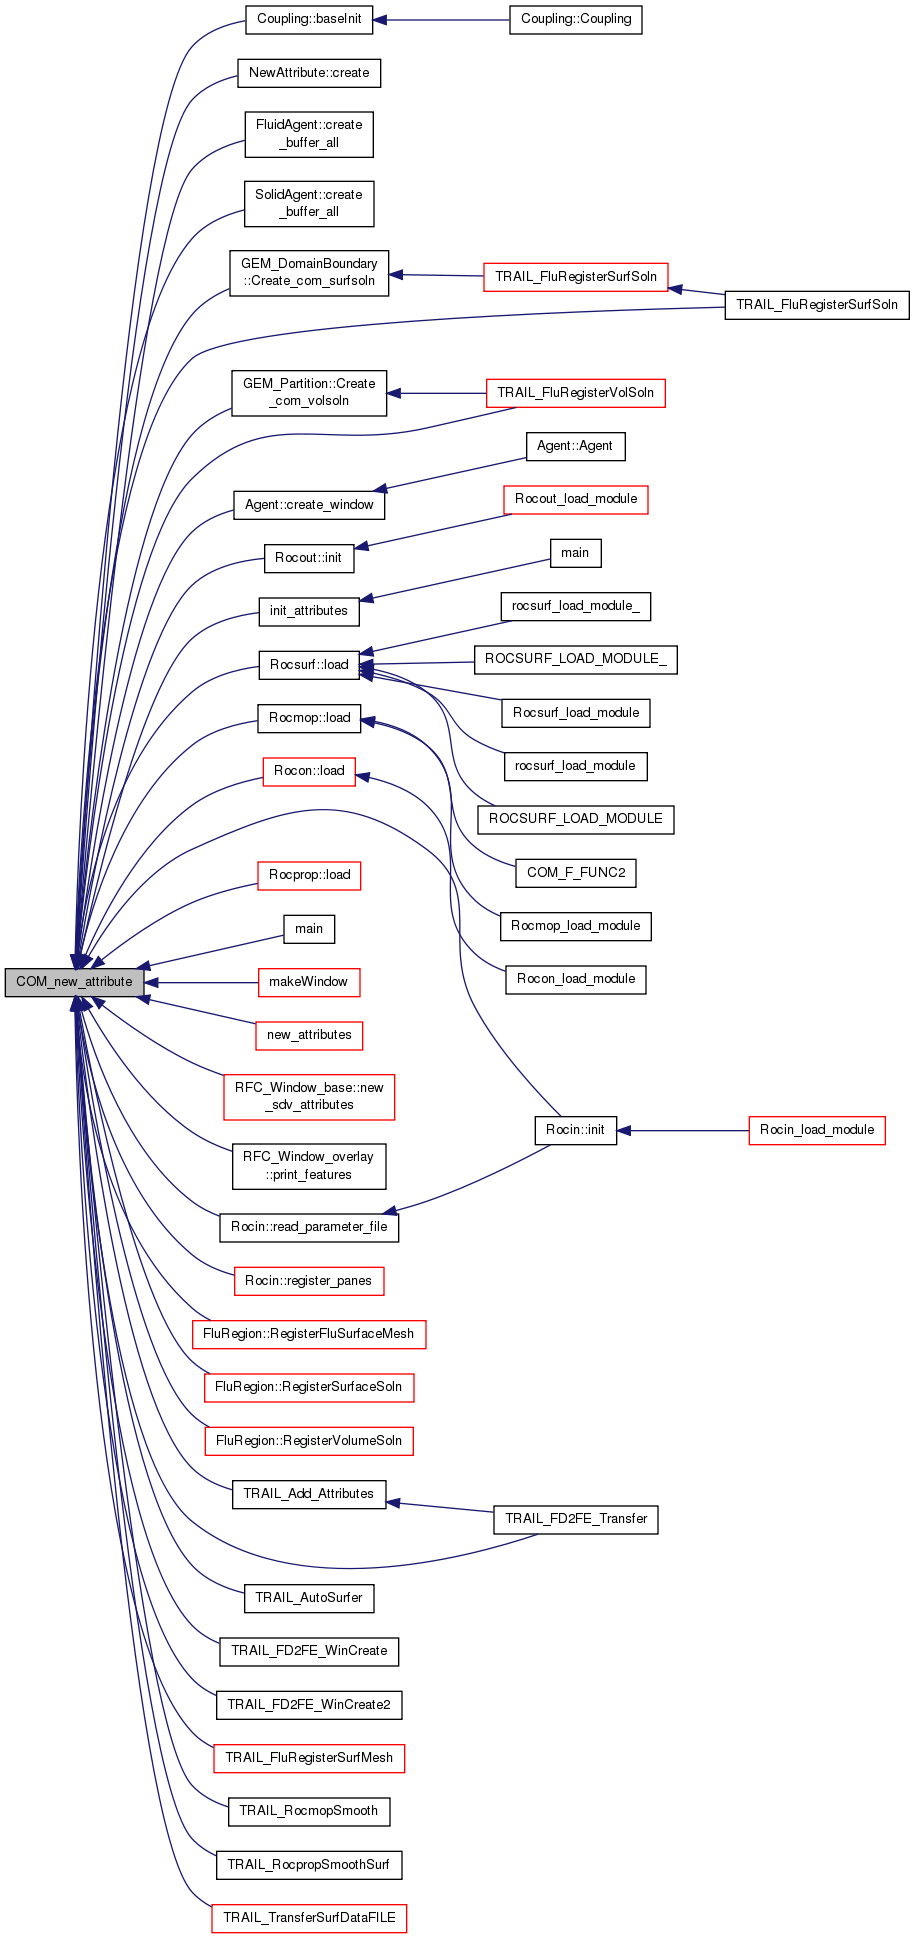 Coupling::baseInit
Coupling::Coupling
NewAttribute::create
FluidAgent::create
_buffer_all
SolidAgent::create
_buffer_all
GEM_DomainBoundary
::Create_com_surfsoln
TRAIL_FluRegisterSurfSoln
TRAIL_FluRegisterSurfSoln
GEM_Partition::Create
_com_volsoln
TRAIL_FluRegisterVolSoln
Agent::Agent
Agent::create_window
Rocout_load_module
Rocout::init
main
init_attributes
rocsurf_load_module_
Rocsurf::load
ROCSURF_LOAD_MODULE_
Rocsurf_load_module
Rocmop::load
rocsurf_load_module
Rocon::load
ROCSURF_LOAD_MODULE
COM_F_FUNC2
Rocprop::load
Rocmop_load_module
main
Rocon_load_module
COM_new_attribute
makeWindow
new_attributes
RFC_Window_base::new
_sdv_attributes
Rocin::init
Rocin_load_module
RFC_Window_overlay
::print_features
Rocin::read_parameter_file
Rocin::register_panes
FluRegion::RegisterFluSurfaceMesh
FluRegion::RegisterSurfaceSoln
FluRegion::RegisterVolumeSoln
TRAIL_Add_Attributes
TRAIL_FD2FE_Transfer
TRAIL_AutoSurfer
TRAIL_FD2FE_WinCreate
TRAIL_FD2FE_WinCreate2
TRAIL_FluRegisterSurfMesh
TRAIL_RocmopSmooth
TRAIL_RocpropSmoothSurf
TRAIL_TransferSurfDataFILE